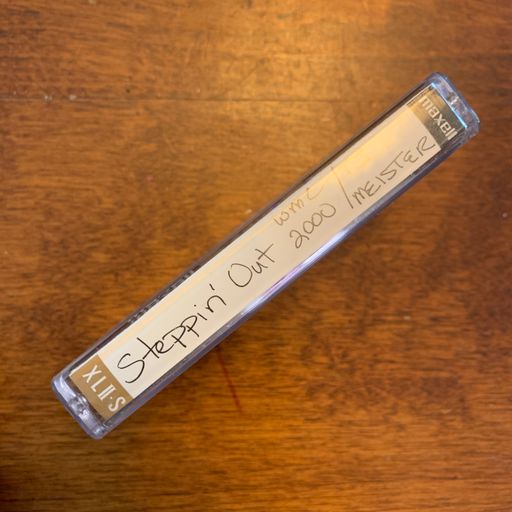 maxell
Steppin' Out
WMC
2000
/MEISTER
XLII·S